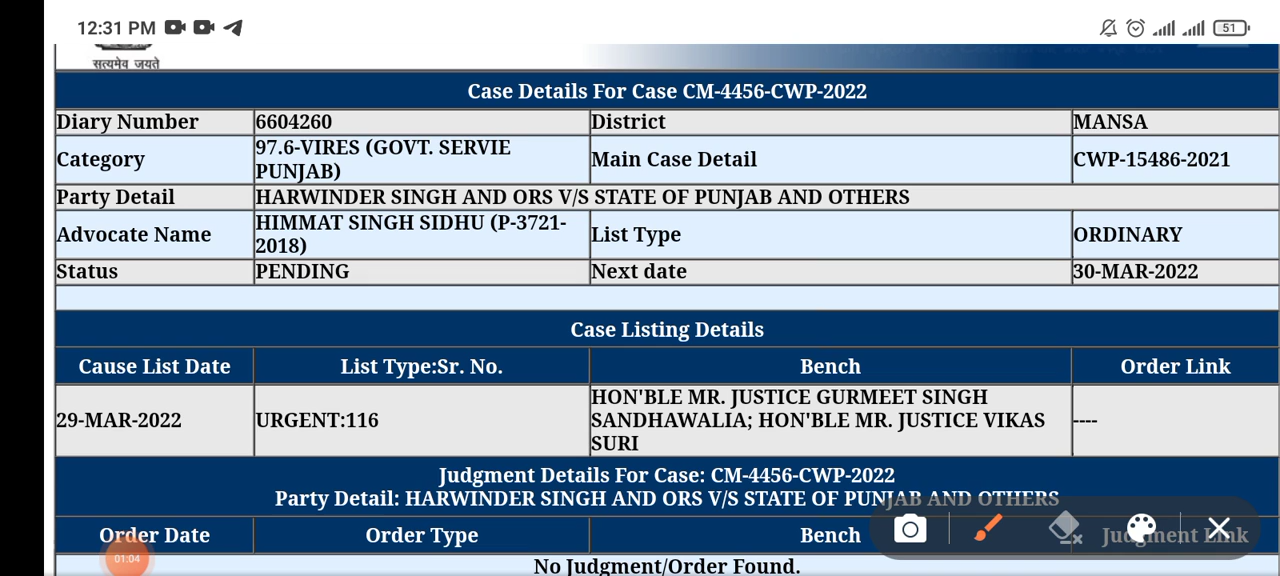 12:31 PM
51
सत्यमेव जयते
Case Details For Case CM-4456-CWP-2022
Diary Number 6604260 District MANSA
Category 97.6-VIRES (GOVT. SERVIE PUNJAB) Main Case Detail CWP-15486-2021
Party Detail HARWINDER SINGH AND ORS V/S STATE OF PUNJAB AND OTHERS
Advocate Name HIMMAT SINGH SIDHU (P-3721-2018) List Type ORDINARY
Status PENDING Next date 30-MAR-2022
Case Listing Details
Cause List Date List Type:Sr. No. Bench Order Link
29-MAR-2022 URGENT:116 HON'BLE MR. JUSTICE GURMEET SINGH SANDHAWALIA; HON'BLE MR. JUSTICE VIKAS SURI ----
Judgment Details For Case: CM-4456-CWP-2022
Party Detail: HARWINDER SINGH AND ORS V/S STATE OF PUNJAB AND OTHERS
Order Date Order Type Bench Judgment Link
01:04
No Judgment/Order Found.